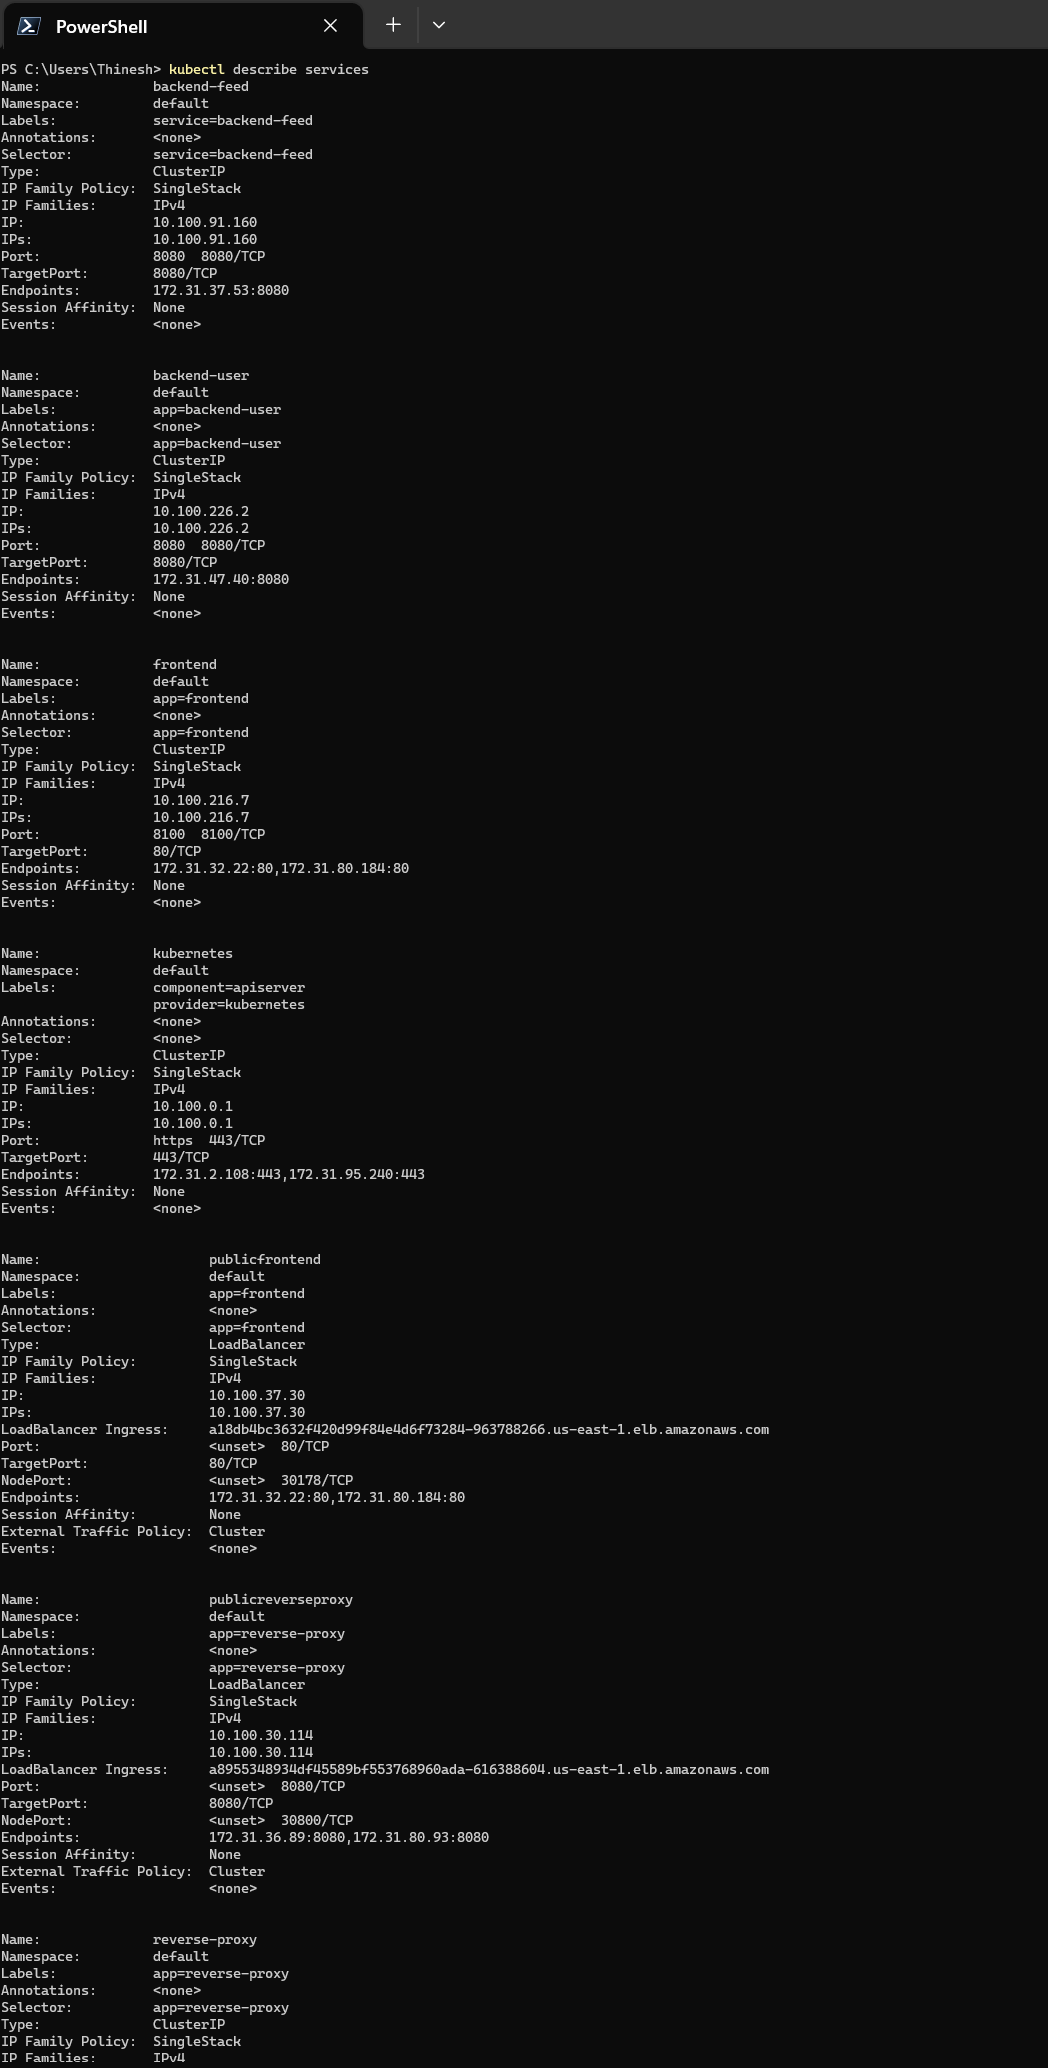 PowerShell
PS C:\Users\Thinesh> kubectl describe services
Name:              backend-feed
Namespace:         default
Labels:            service=backend-feed
Annotations:       <none>
Selector:          service=backend-feed
Type:              ClusterIP
IP Family Policy:  SingleStack
IP Families:       IPv4
IP:                10.100.91.160
IPs:               10.100.91.160
Port:              8080  8080/TCP
TargetPort:        8080/TCP
Endpoints:         172.31.37.53:8080
Session Affinity:  None
Events:            <none>

Name:              backend-user
Namespace:         default
Labels:            app=backend-user
Annotations:       <none>
Selector:          app=backend-user
Type:              ClusterIP
IP Family Policy:  SingleStack
IP Families:       IPv4
IP:                10.100.226.2
IPs:               10.100.226.2
Port:              8080  8080/TCP
TargetPort:        8080/TCP
Endpoints:         172.31.47.40:8080
Session Affinity:  None
Events:            <none>

Name:              frontend
Namespace:         default
Labels:            app=frontend
Annotations:       <none>
Selector:          app=frontend
Type:              ClusterIP
IP Family Policy:  SingleStack
IP Families:       IPv4
IP:                10.100.216.7
IPs:               10.100.216.7
Port:              8100  8100/TCP
TargetPort:        80/TCP
Endpoints:         172.31.32.22:80,172.31.80.184:80
Session Affinity:  None
Events:            <none>

Name:              kubernetes
Namespace:         default
Labels:            component=apiserver
                   provider=kubernetes
Annotations:       <none>
Selector:          <none>
Type:              ClusterIP
IP Family Policy:  SingleStack
IP Families:       IPv4
IP:                10.100.0.1
IPs:               10.100.0.1
Port:              https  443/TCP
TargetPort:        443/TCP
Endpoints:         172.31.2.108:443,172.31.95.240:443
Session Affinity:  None
Events:            <none>

Name:                     publicfrontend
Namespace:                default
Labels:                   app=frontend
Annotations:              <none>
Selector:                 app=frontend
Type:                     LoadBalancer
IP Family Policy:         SingleStack
IP Families:              IPv4
IP:                       10.100.37.30
IPs:                      10.100.37.30
LoadBalancer Ingress:     a18db4bc3632f420d99f84e4d6f73284-963788266.us-east-1.elb.amazonaws.com
Port:                     <unset>  80/TCP
TargetPort:               80/TCP
NodePort:                 <unset>  30178/TCP
Endpoints:                172.31.32.22:80,172.31.80.184:80
Session Affinity:         None
External Traffic Policy:  Cluster
Events:                   <none>

Name:                     publicreverseproxy
Namespace:                default
Labels:                   app=reverse-proxy
Annotations:              <none>
Selector:                 app=reverse-proxy
Type:                     LoadBalancer
IP Family Policy:         SingleStack
IP Families:              IPv4
IP:                       10.100.30.114
IPs:                      10.100.30.114
LoadBalancer Ingress:     a8955348934df45589bf553768960ada-616388604.us-east-1.elb.amazonaws.com
Port:                     <unset>  8080/TCP
TargetPort:               8080/TCP
NodePort:                 <unset>  30800/TCP
Endpoints:                172.31.36.89:8080,172.31.80.93:8080
Session Affinity:         None
External Traffic Policy:  Cluster
Events:                   <none>

Name:              reverse-proxy
Namespace:         default
Labels:            app=reverse-proxy
Annotations:       <none>
Selector:          app=reverse-proxy
Type:              ClusterIP
IP Family Policy:  SingleStack
IP Families:       IPv4